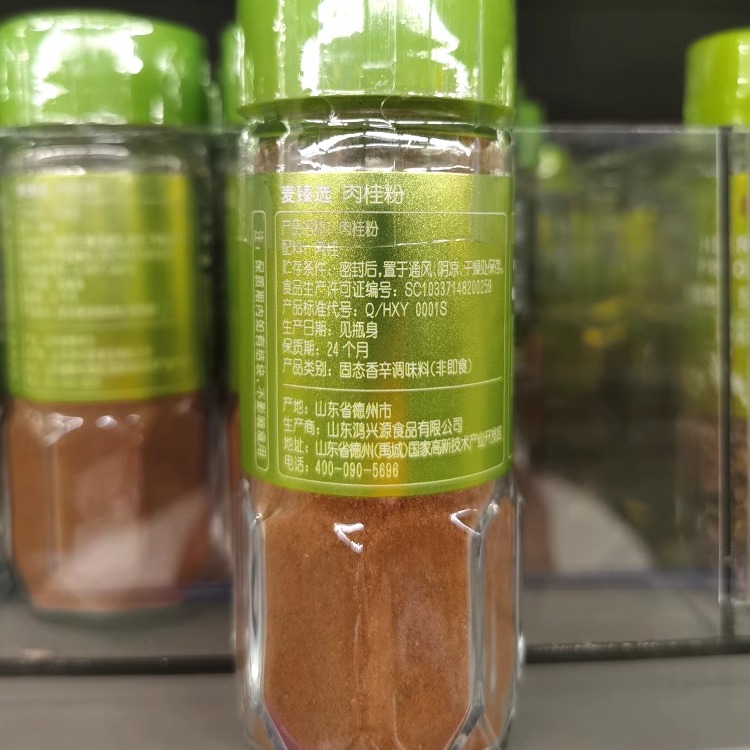 麦臻选 肉桂粉
产品名称：肉桂粉
配料：肉桂
贮存条件：密封后,置于通风、阴凉、干燥处保存。
食品生产许可证编号：SC10337148200259
产品标准代号：Q/HXY 0001S
生产日期：见瓶身
保质期：24个月
产品类别：固态香辛调味料(非即食)
产地：山东省德州市
生产商：山东鸿兴源食品有限公司
地址：山东省德州(禹城)国家高新技术产业开发区
电话：400-090-5696